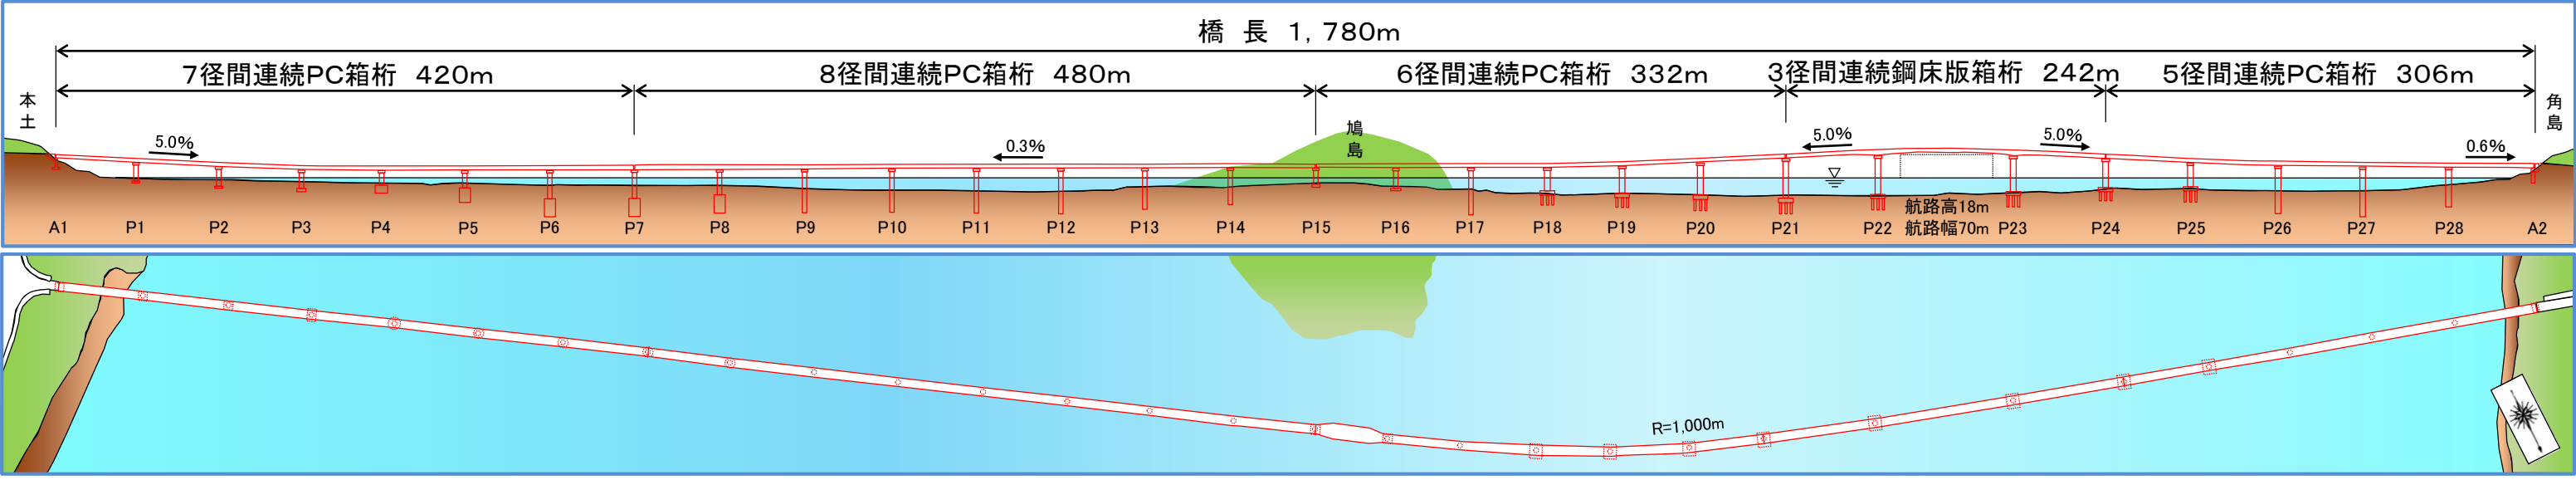 橋 長 1,780m
7径間連続PC箱桁 420m
8径間連続PC箱桁 480m
6径間連続PC箱桁 332m
3径間連続鋼床版箱桁 242m
5径間連続PC箱桁 306m
本土
角島
鳩島
5.0%
0.3%
5.0%
5.0%
0.6%
航路高18m
航路幅70m
A1 P1 P2 P3 P4 P5 P6 P7 P8 P9 P10 P11 P12 P13 P14 P15 P16 P17 P18 P19 P20 P21 P22 P23 P24 P25 P26 P27 P28 A2
R=1,000m